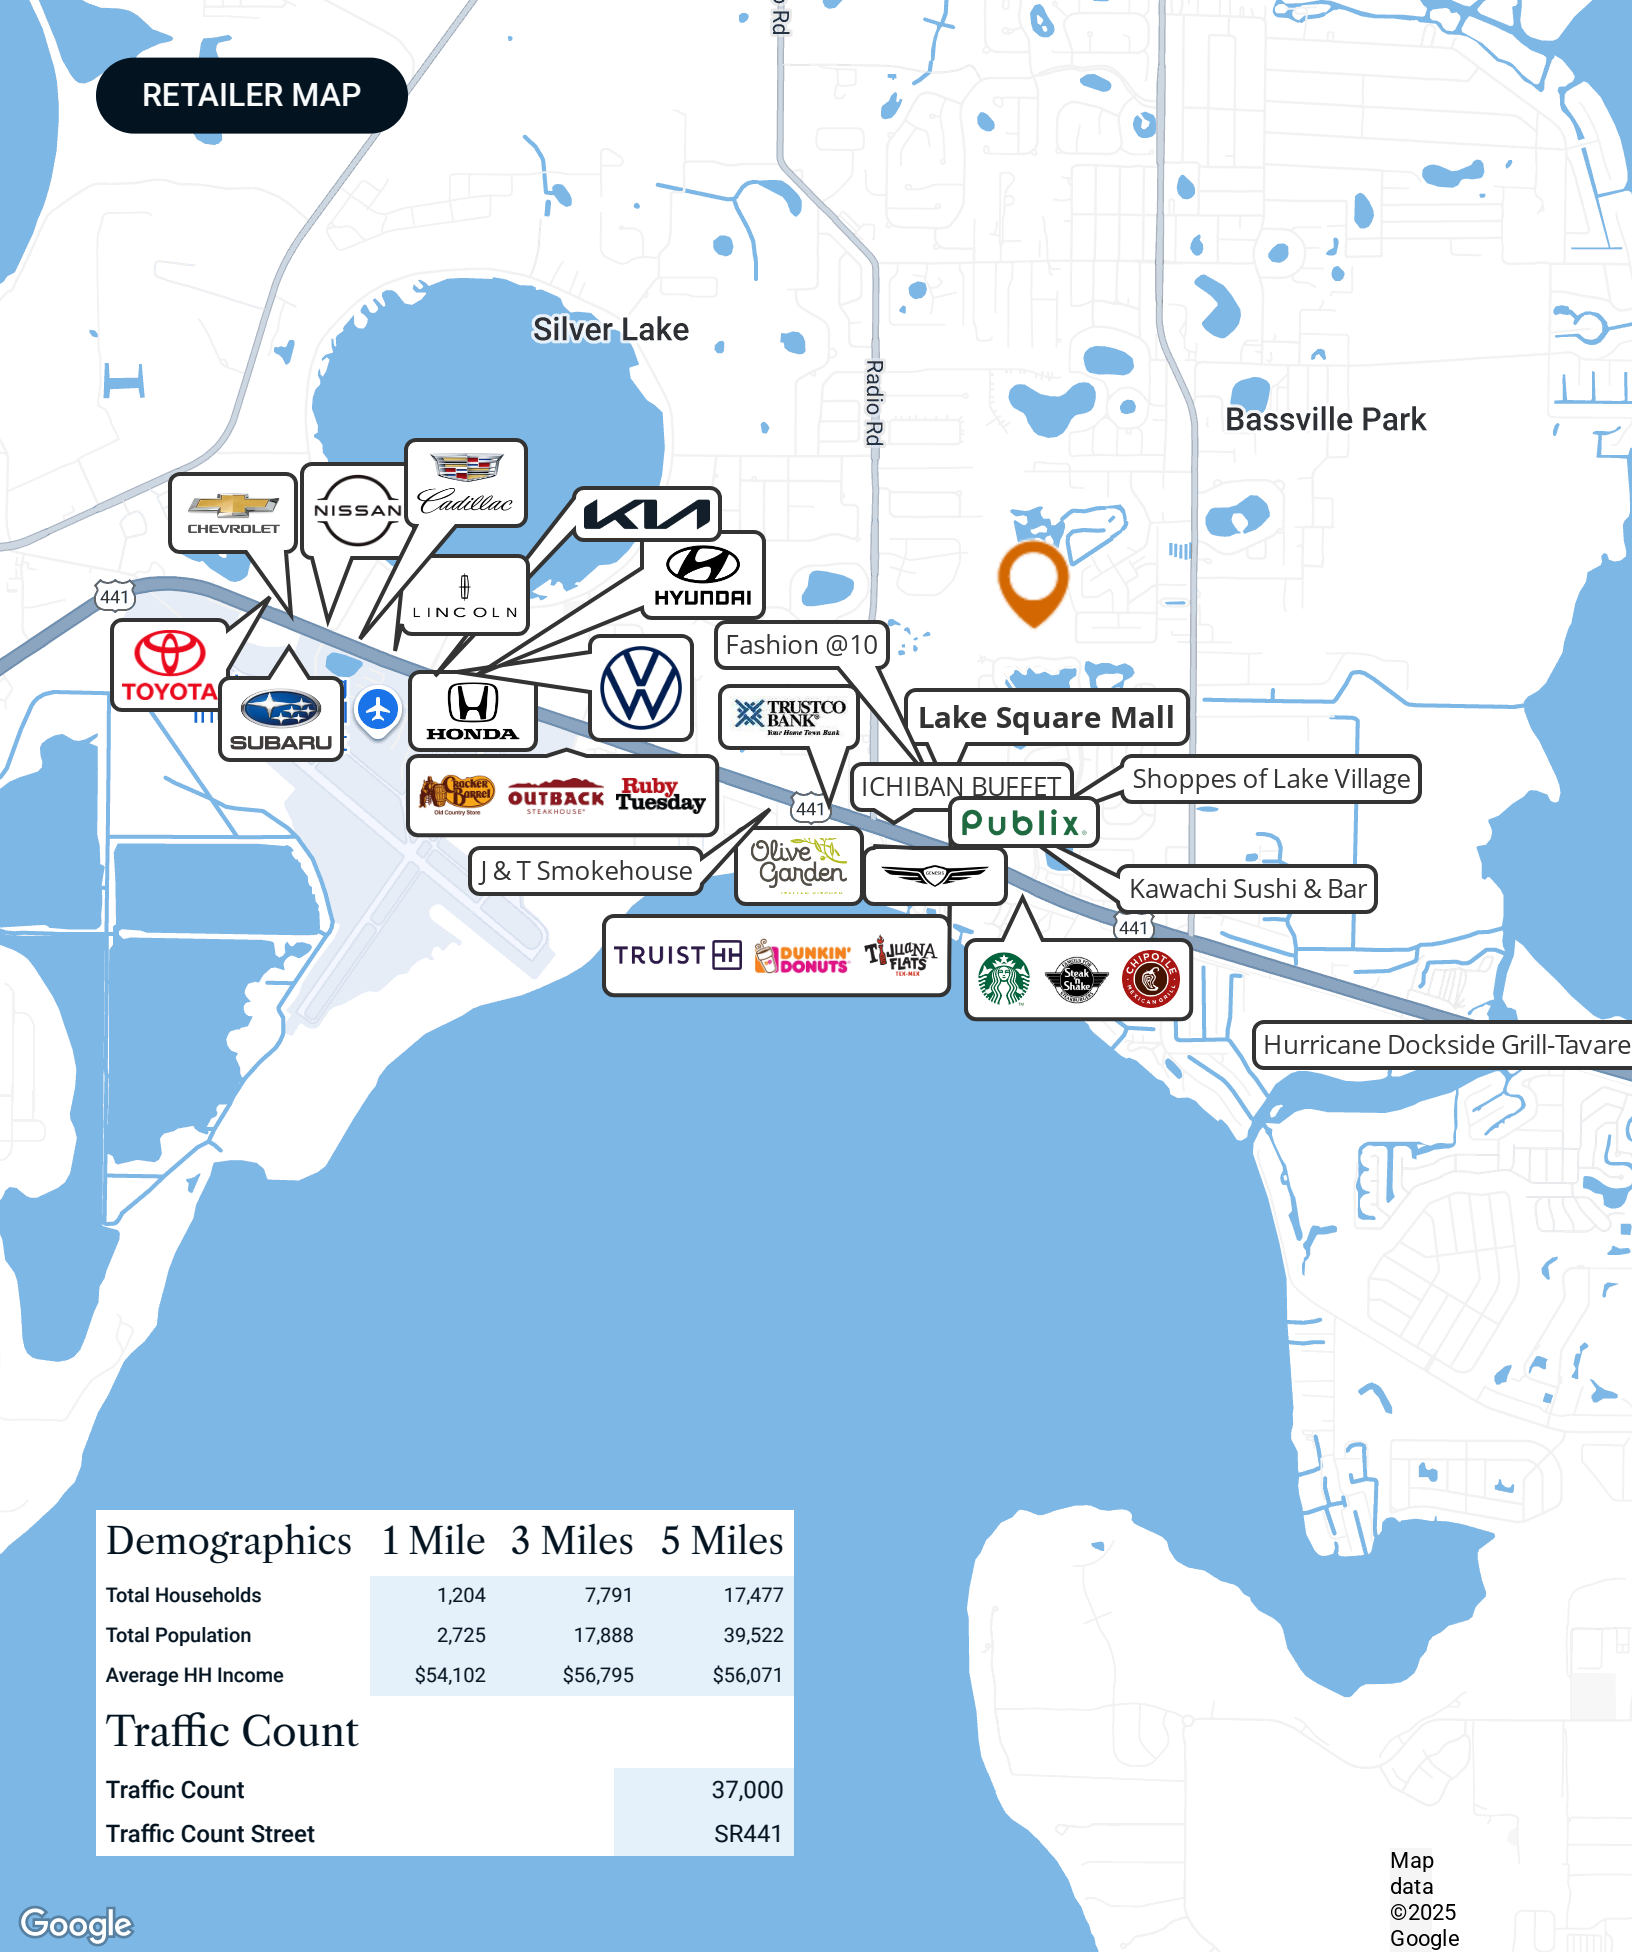 RETAILER MAP
Silver Lake
Radio Rd
Bassville Park
CHEVROLET
NISSAN
Cadillac
KIA
LINCOLN
HYUNDAI
441
TOYOTA
SUBARU
HONDA
Fashion @10
TRUSTCO
BANK®
Your Home Town Bank
Lake Square Mall
ICHIBAN BUFFET
Shoppes of Lake Village
Cracker
Barrel
Old Country Store
OUTBACK
STEAKHOUSE®
Ruby
Tuesday
441
Publix
J & T Smokehouse
Olive
Garden
GENESIS
Kawachi Sushi & Bar
441
TRUIST
DUNKIN'
DONUTS
TIJUANA
FLATS
TEX-MEX
FAMOUS FOR
Steak
n
Shake
STEAKBURGERS
CHIPOTLE
MEXICAN GRILL
Hurricane Dockside Grill-Tavare
Demographics 1 Mile 3 Miles 5 Miles
Total Households 1,204 7,791 17,477
Total Population 2,725 17,888 39,522
Average HH Income $54,102 $56,795 $56,071
Traffic Count
Traffic Count 37,000
Traffic Count Street SR441
Map
data
©2025
Google
Google